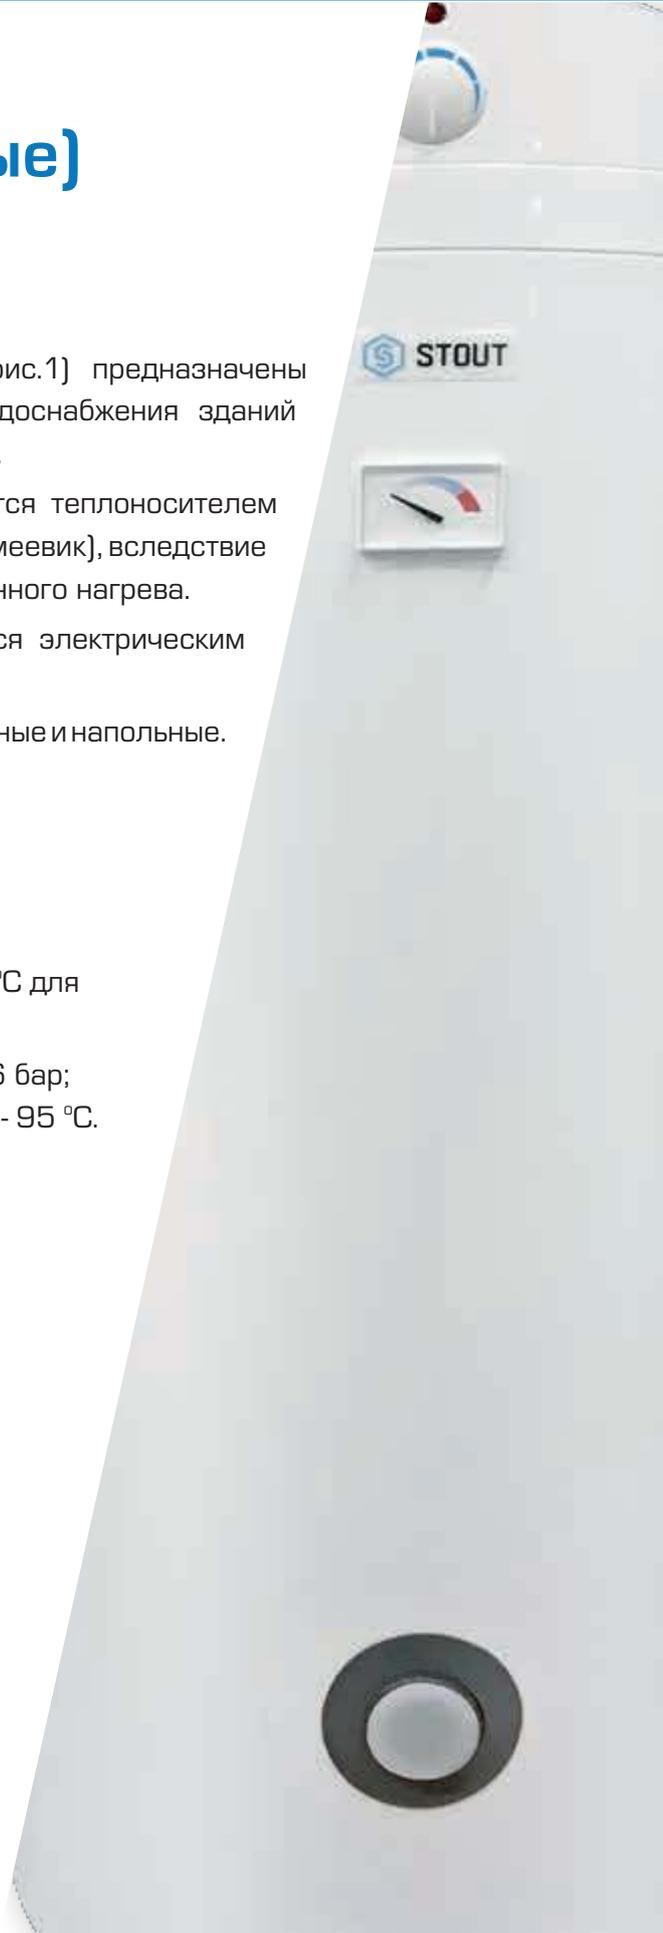 ые)
рис.1) предназначены
доснабжения зданий
.
тся теплоносителем
меевик), вследствие
нного нагрева.
ся электрическим
ные и напольные.
°C для
6 бар;
- 95 °C.
STOUT